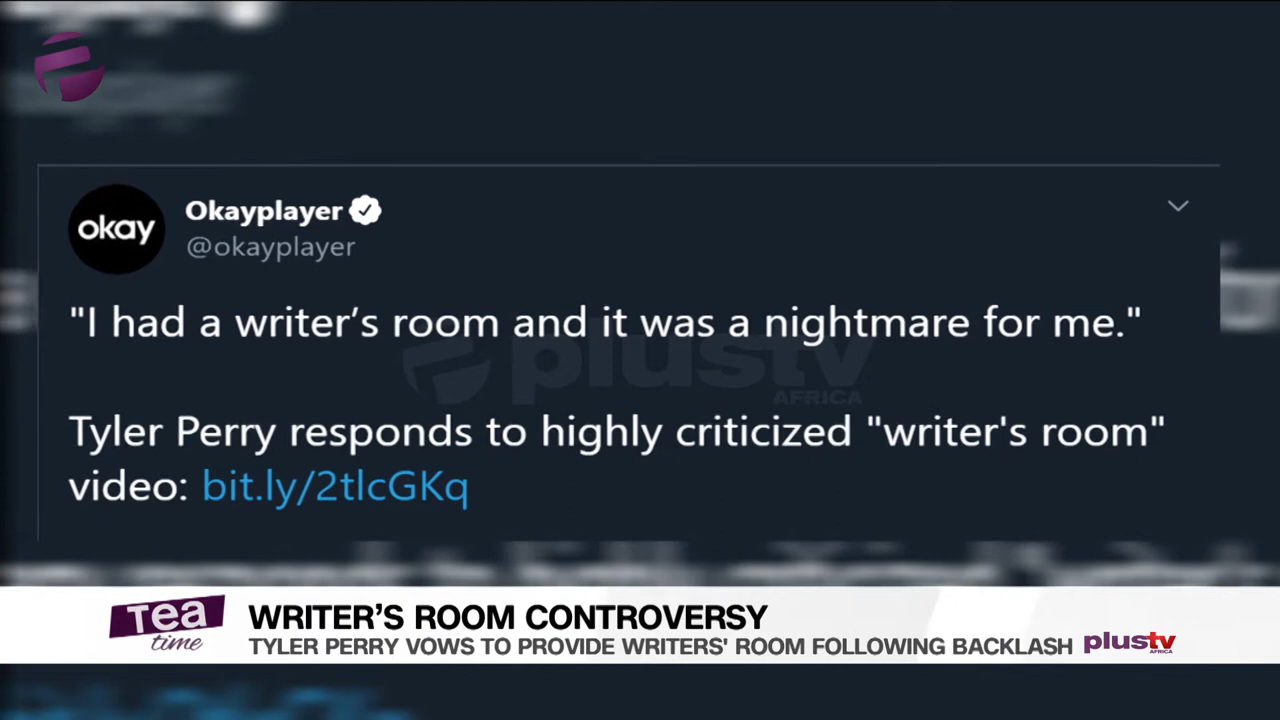 okay
Okayplayer
@okayplayer
"I had a writer’s room and it was a nightmare for me."
plustv
AFRICA
Tyler Perry responds to highly criticized "writer's room"
video: bit.ly/2tlcGKq
Tea
time
WRITER’S ROOM CONTROVERSY
TYLER PERRY VOWS TO PROVIDE WRITERS' ROOM FOLLOWING BACKLASH
plustv
AFRICA